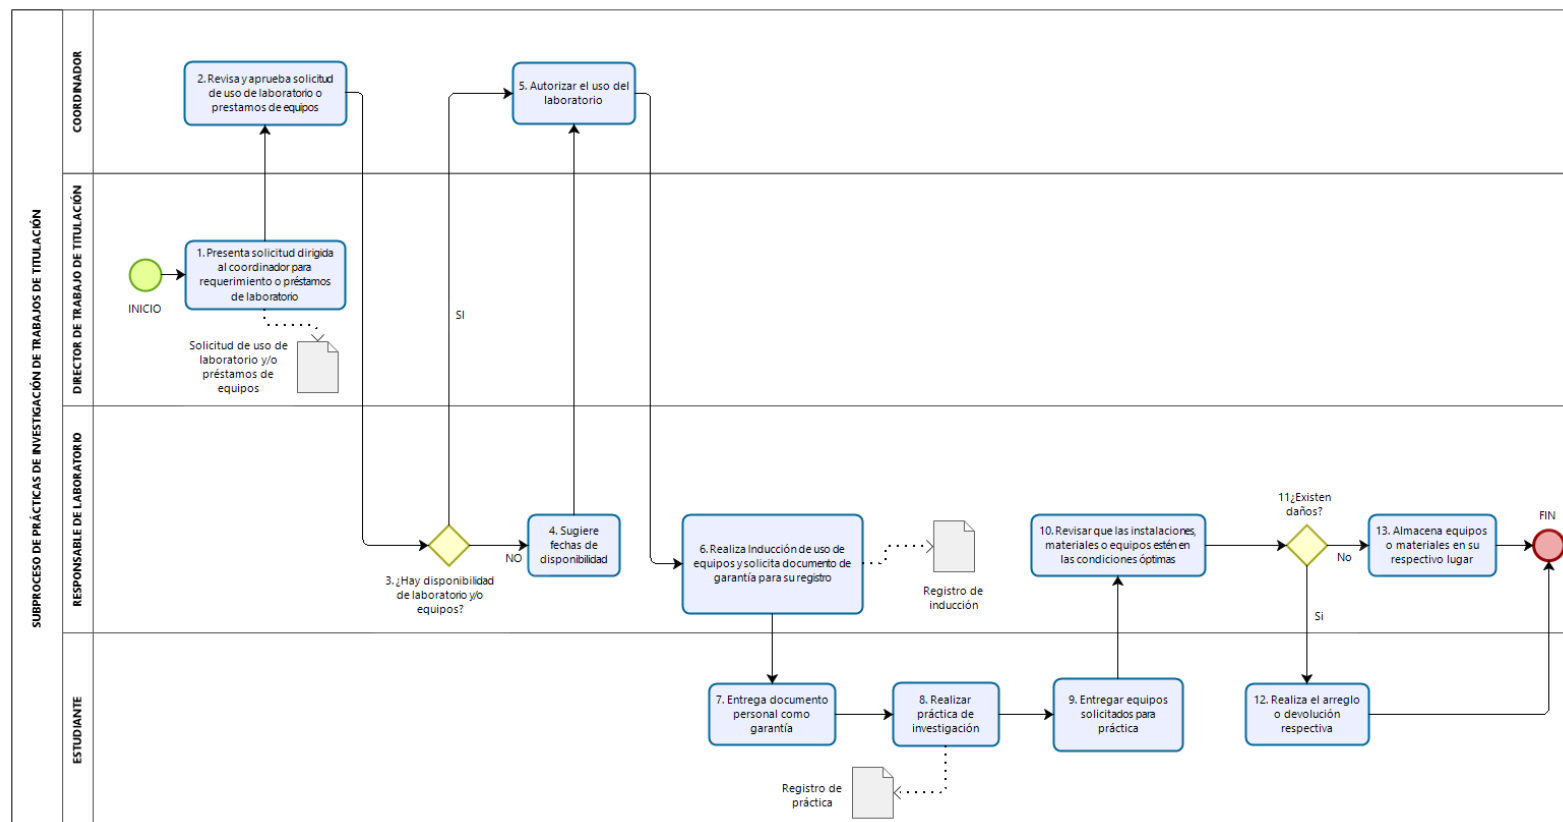 SUBPROCESO DE PRÁCTICAS DE INVESTIGACIÓN DE TRABAJOS DE TITULACIÓN
COORDINADOR
2. Revisa y aprueba solicitud
de uso de laboratorio o
prestamos de equipos
5. Autorizar el uso del
laboratorio
DIRECTOR DE TRABAJO DE TITULACIÓN
INICIO
1. Presenta solicitud dirigida
al coordinador para
requerimiento o préstamos
de laboratorio
Solicitud de uso de
laboratorio y/o
préstamos de
equipos
SI
RESPONSABLE DE LABORATORIO
3. ¿Hay disponibilidad
de laboratorio y/o
equipos?
NO
4. Sugiere
fechas de
disponibilidad
6. Realiza Inducción de uso de
equipos y solicita documento de
garantía para su registro
Registro de
inducción
10. Revisar que las instalaciones,
materiales o equipos estén en
las condiciones óptimas
11¿Existen
daños?
No
Si
13. Almacena equipos
o materiales en su
respectivo lugar
FIN
ESTUDIANTE
7. Entrega documento
personal como
garantía
8. Realizar
práctica de
investigación
Registro de
práctica
9. Entregar equipos
solicitados para
práctica
12. Realiza el arreglo
o devolución
respectiva